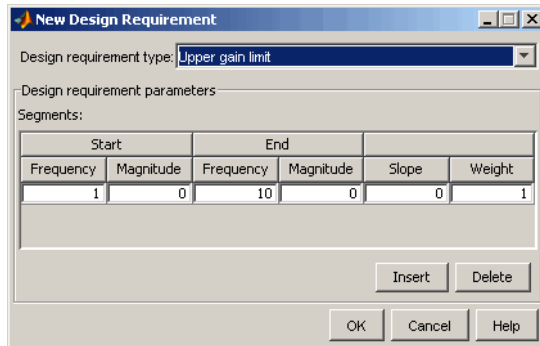 New Design Requirement
Design requirement type: Upper gain limit
Design requirement parameters
Segments:
Start End
Frequency Magnitude Frequency Magnitude Slope Weight
1 0 10 0 0 1
Insert Delete
OK Cancel Help